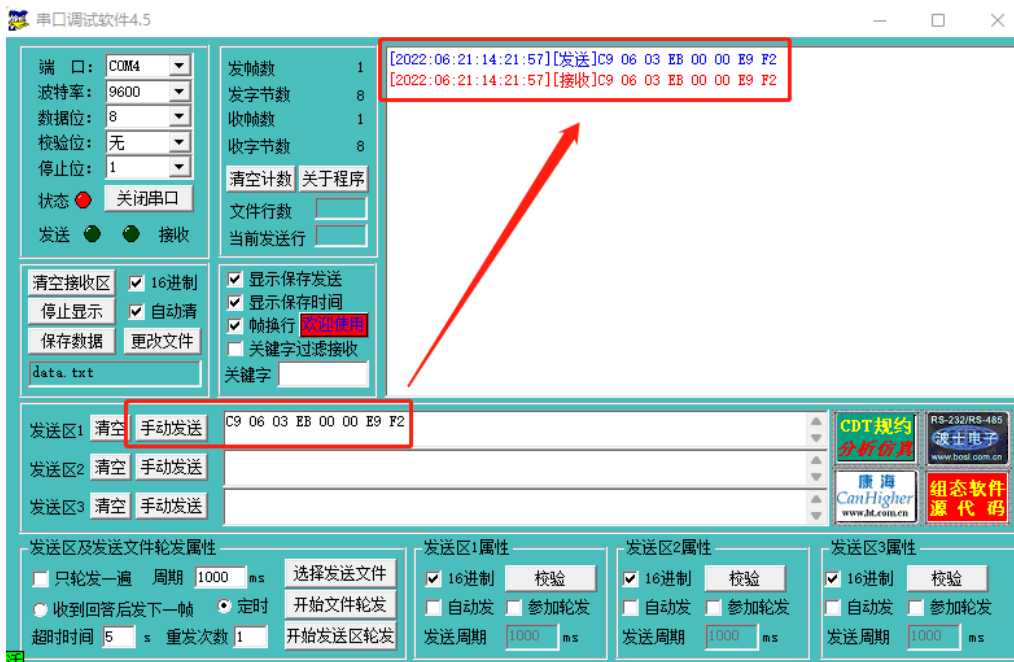 串口调试软件4.5
端 口: COM4
波特率: 9600
数据位: 8
校验位: 无
停止位: 1
状态 关闭串口
发送 接收
发帧数 1
发字节数 8
收帧数 1
收字节数 8
清空计数 关于程序
文件行数
当前发送行
[2022:06:21:14:21:57][发送]C9 06 03 EB 00 00 E9 F2
[2022:06:21:14:21:57][接收]C9 06 03 EB 00 00 E9 F2
清空接收区 16进制
停止显示 自动清
保存数据 更改文件
data.txt
显示保存发送
显示保存时间
帧换行 欢迎使用
关键字过滤接收
关键字
发送区1 清空 手动发送 C9 06 03 EB 00 00 E9 F2
发送区2 清空 手动发送
发送区3 清空 手动发送
CDT规约
分析仿真
RS-232/RS-485
波士电子
www.bosi.com.cn
康海
CanHigher
www.ht.com.cn
组态软件
源代码
发送区及发送文件轮发属性
只轮发一遍 周期 1000 ms 选择发送文件
收到回答后发下一帧 定时 开始文件轮发
超时时间 5 s 重发次数 1 开始发送区轮发
发送区1属性
16进制 校验
自动发 参加轮发
发送周期 1000 ms
发送区2属性
16进制 校验
自动发 参加轮发
发送周期 1000 ms
发送区3属性
16进制 校验
自动发 参加轮发
发送周期 1000 ms